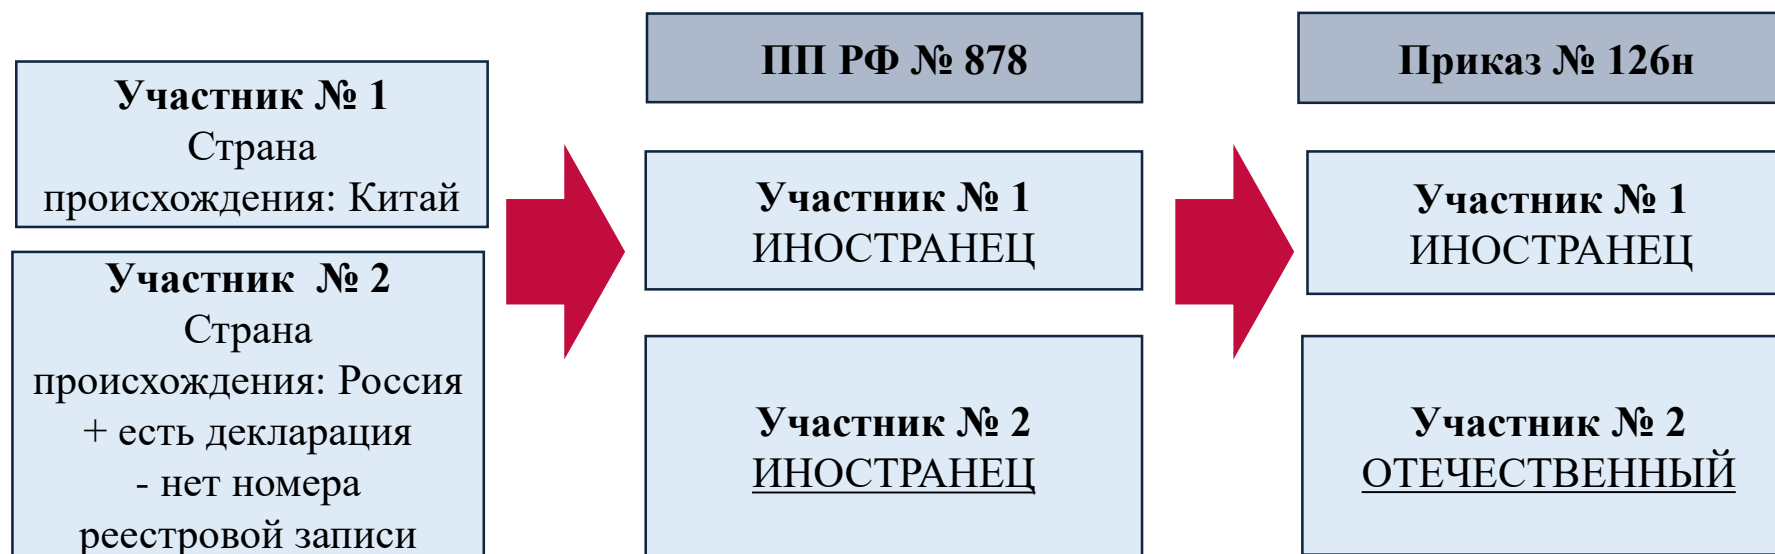 Участник № 1
Страна
происхождения: Китай
Участник № 2
Страна
происхождения: Россия
+ есть декларация
- нет номера
реестровой записи
ПП РФ № 878
Участник № 1
ИНОСТРАНЕЦ
Участник № 2
ИНОСТРАНЕЦ
Приказ № 126н
Участник № 1
ИНОСТРАНЕЦ
Участник № 2
ОТЕЧЕСТВЕННЫЙ